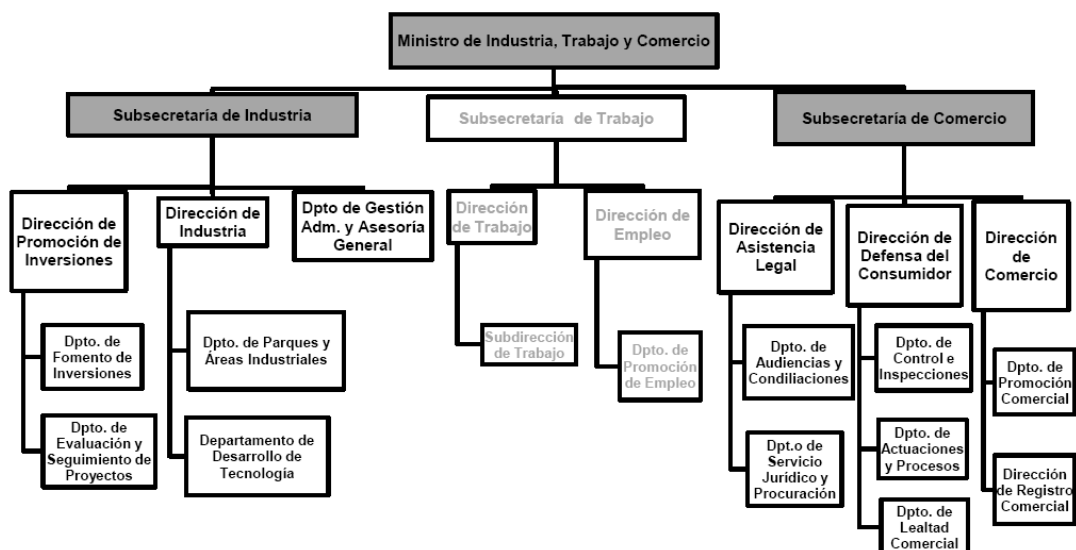 Ministro de Industria, Trabajo y Comercio
Subsecretaría de Industria
Subsecretaria de Trabajo
Subsecretaría de Comercio
Dirección de
Promoción de
Inversiones
Dirección de
Industria
Dpto de Gestión
Adm. y Asesoría
General
Dirección
de Trabajo
Dirección de
Empleo
Dirección de
Asistencia
Legal
Dirección de
Defensa del
Consumidor
Dirección
de
Comercio
Dpto. de
Fomento de
Inversiones
Dpto. de Parques y
Áreas Industriales
Subdirección
de Trabajo
Dpto. de
Promoción
de Empleo
Dpto. de
Audiencias y
Condiliaciones
Dpto. de
Control e
Inspecciones
Dpto. de
Promoción
Comercial
Dpto. de
Evaluación y
Seguimiento de
Proyectos
Departamento de
Desarrollo de
Tecnología
Dpt.o de
Servicio
Jurídico y
Procuración
Dpto. de
Actuaciones
y Procesos
Dirección
de Registro
Comercial
Dpto. de
Lealtad
Comercial